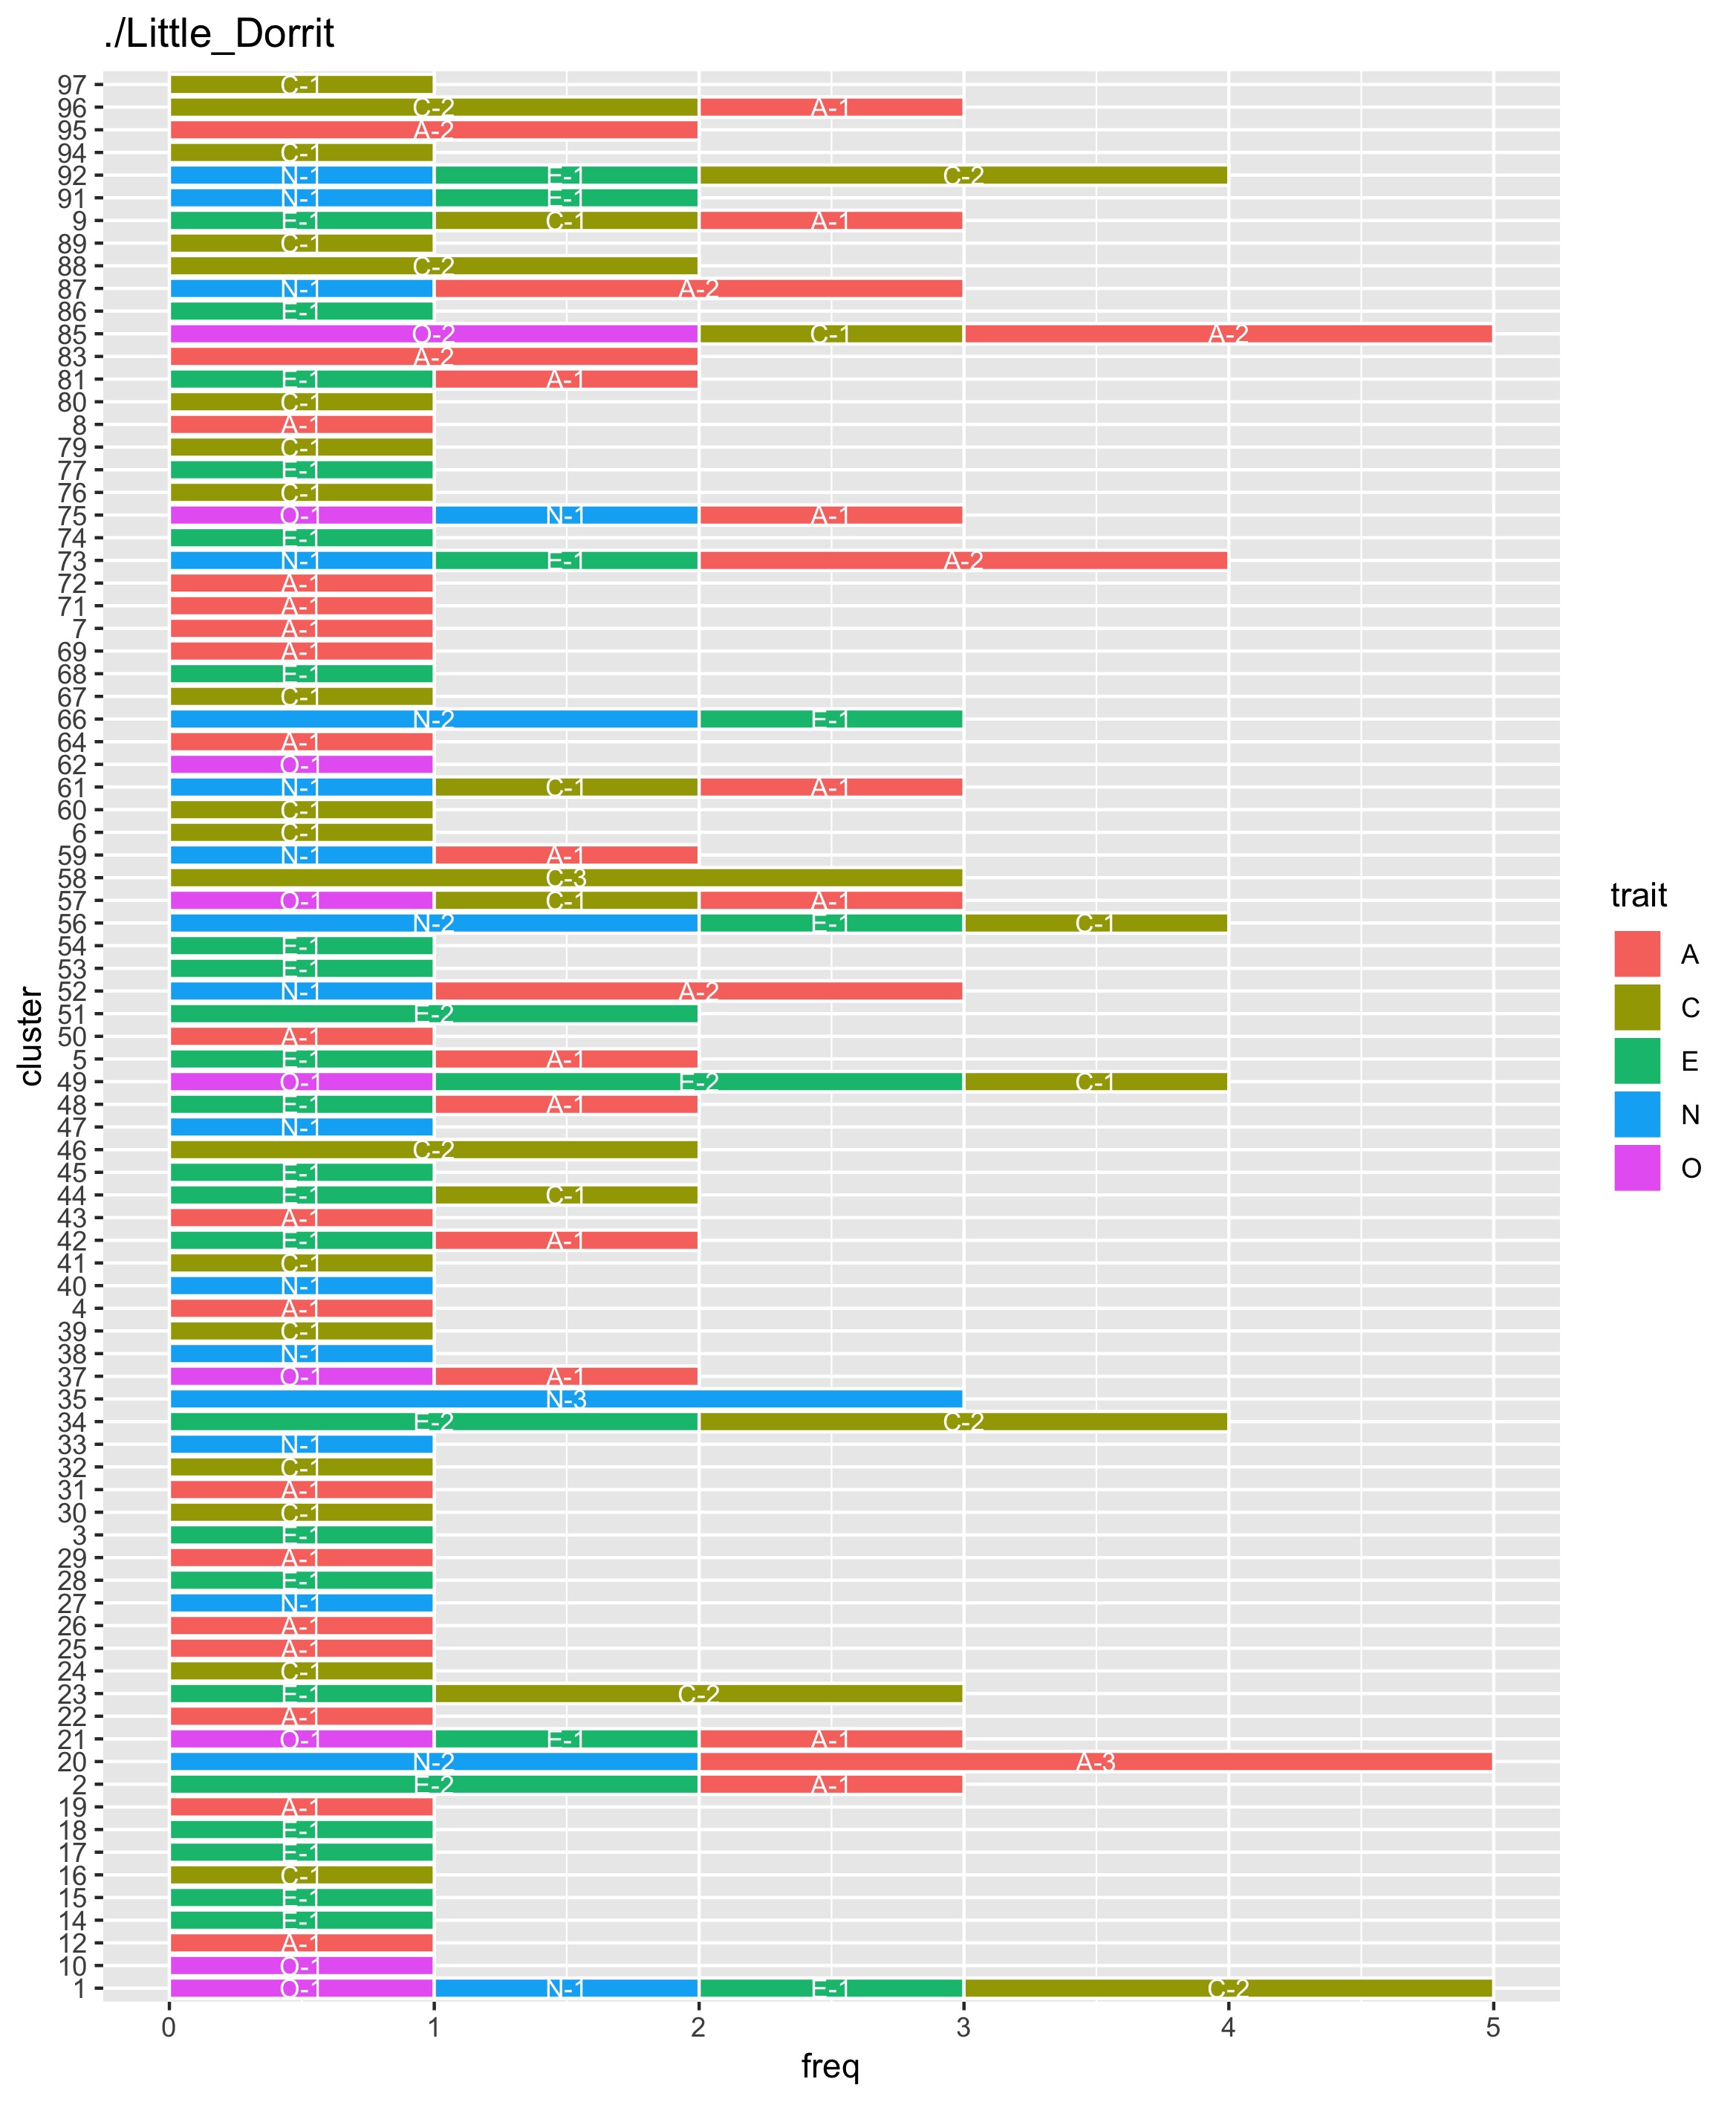 ./Little_Dorrit
97 C-1
96 C-2 A-1
95 A-2
94 C-1
92 N-1 E-1 C-2
91 N-1 E-1
9 E-1 C-1 A-1
89 C-1
88 C-2
87 N-1 A-2
86 E-1
85 O-2 C-1 A-2
83 A-2
81 E-1 A-1
80 C-1
8 A-1
79 C-1
77 E-1
76 C-1
75 O-1 N-1 A-1
74 E-1
73 N-1 E-1 A-2
72 A-1
71 A-1
7 A-1
69 A-1
68 E-1
67 C-1
66 N-2 E-1
64 A-1
62 O-1
61 N-1 C-1 A-1
60 C-1
6 C-1
59 N-1 A-1
58 C-3
57 O-1 C-1 A-1
56 N-2 E-1 C-1
54 E-1
53 E-1
52 N-1 A-2
51 E-2
50 A-1
5 E-1 A-1
49 O-1 E-2 C-1
48 E-1 A-1
47 N-1
46 C-2
45 E-1
44 E-1 C-1
43 A-1
42 E-1 A-1
41 C-1
40 N-1
4 A-1
39 C-1
38 N-1
37 O-1 A-1
35 N-3
34 E-2 C-2
33 N-1
32 C-1
31 A-1
30 C-1
3 E-1
29 A-1
28 E-1
27 N-1
26 A-1
25 A-1
24 C-1
23 E-1 C-2
22 A-1
21 O-1 E-1 A-1
20 N-2 A-3
2 E-2 A-1
19 A-1
18 E-1
17 E-1
16 C-1
15 E-1
14 E-1
12 A-1
10 O-1
1 O-1 N-1 E-1 C-2
0 1 2 3 4 5
freq
cluster
trait
A
C
E
N
O